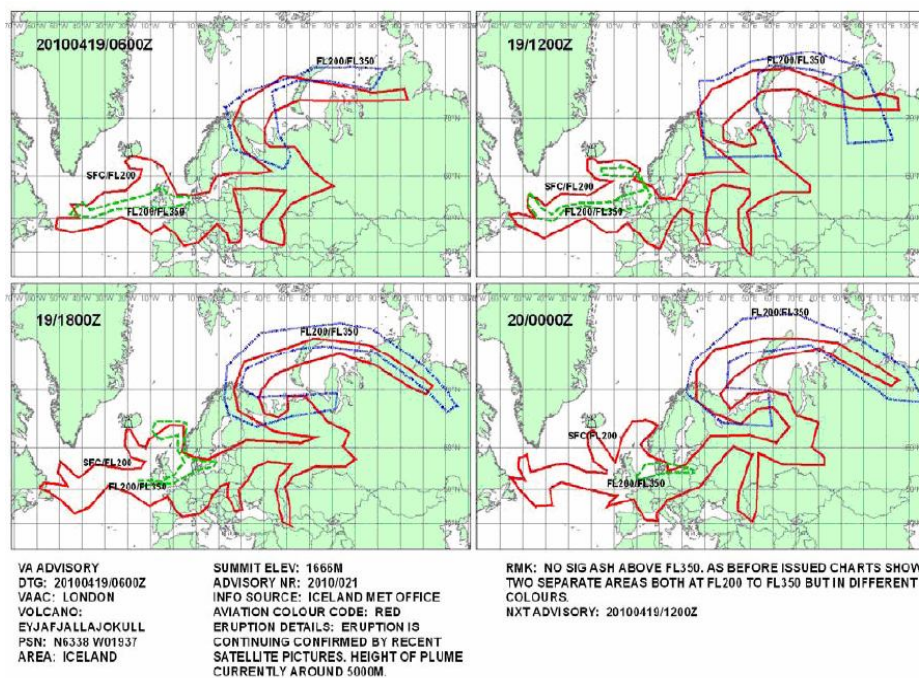 20100419/0600Z
FL200/FL350
SFC/FL200
FL200/FL350
19/1200Z
FL200/FL350
SFC/FL200
FL200/FL350
19/1800Z
FL200/FL350
SFC/FL200
FL200/FL350
20/0000Z
FL200/FL350
SFC/FL200
FL200/FL350
VA ADVISORY
DTG: 20100419/0600Z
VAAC: LONDON
VOLCANO:
EYJAFJALLAJOKULL
PSN: N6338 W01937
AREA: ICELAND
SUMMIT ELEV: 1666M
ADVISORY NR: 2010/021
INFO SOURCE: ICELAND MET OFFICE
AVIATION COLOUR CODE: RED
ERUPTION DETAILS: ERUPTION IS
CONTINUING CONFIRMED BY RECENT
SATELLITE PICTURES. HEIGHT OF PLUME
CURRENTLY AROUND 5000M.
RMK: NO SIG ASH ABOVE FL350. AS BEFORE ISSUED CHARTS SHOW
TWO SEPARATE AREAS BOTH AT FL200 TO FL350 BUT IN DIFFERENT
COLOURS.
NXT ADVISORY: 20100419/1200Z